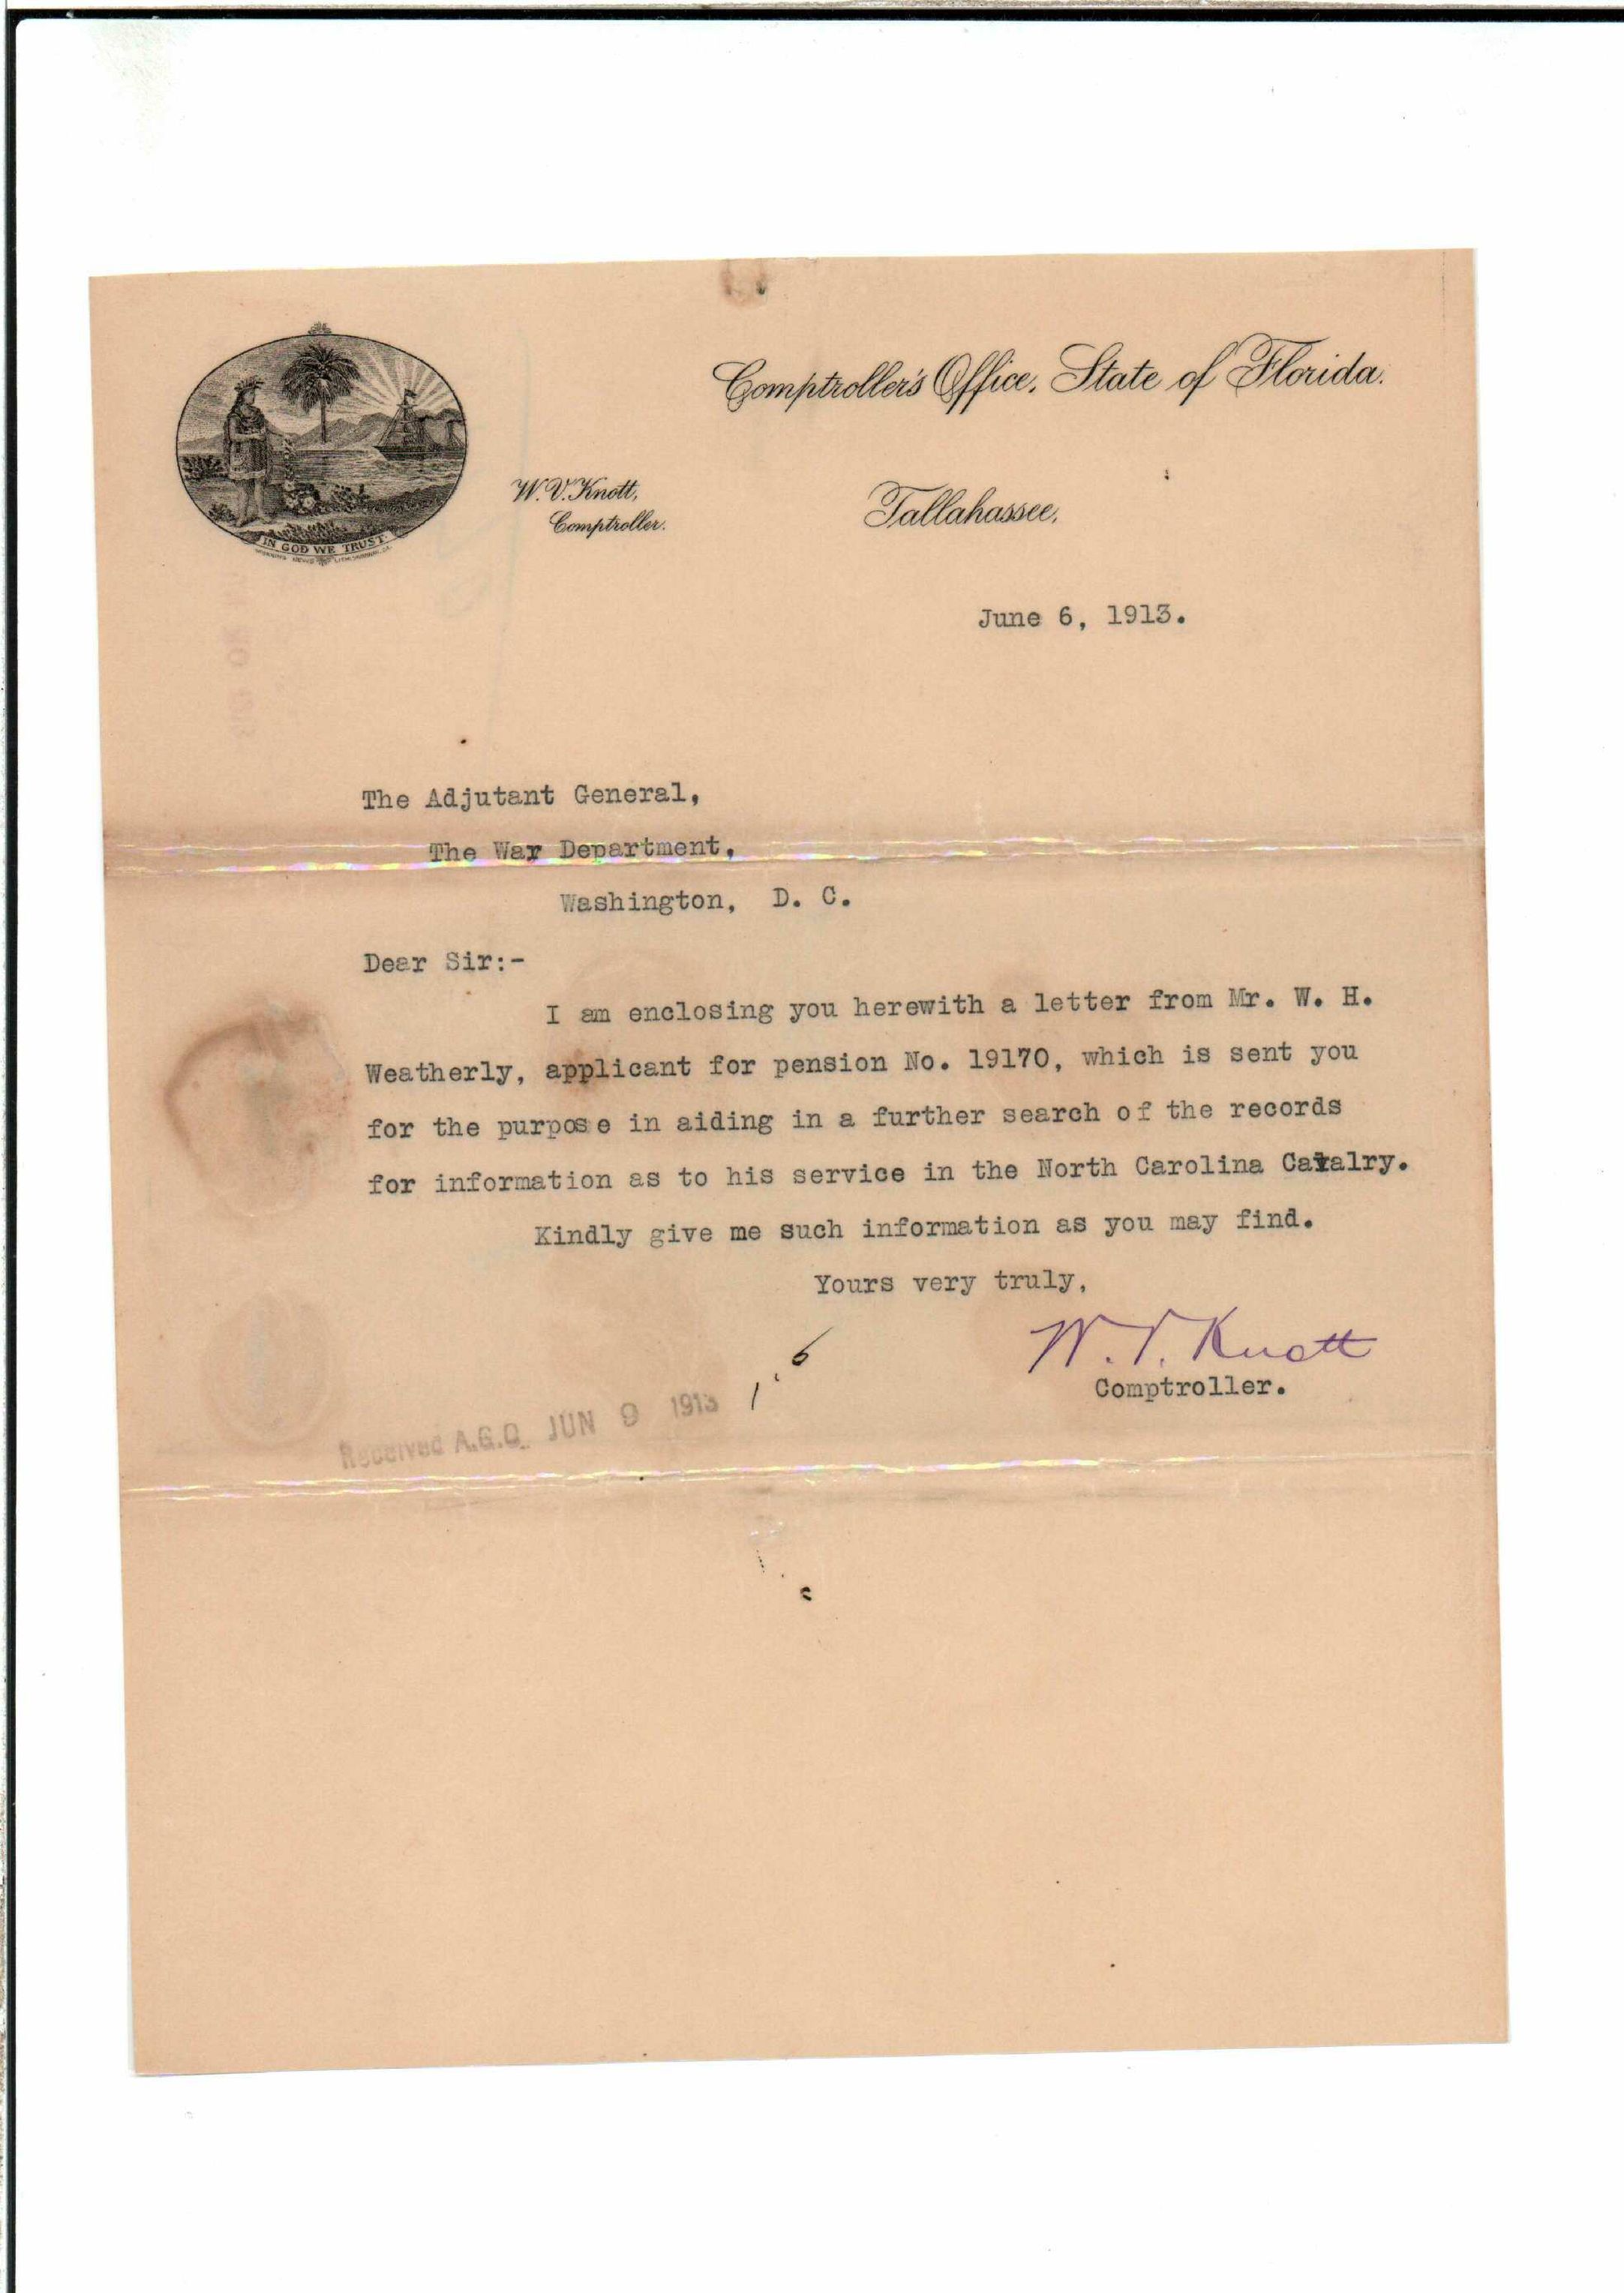 Comptroller's Office, State of Florida.
W. V. Knott,
Comptroller.
Tallahassee,
IN GOD WE TRUST.
June 6, 1913.
The Adjutant General,
The War Department,
Washington, D. C.
Dear Sir:-
I am enclosing you herewith a letter from Mr. W. H.
Weatherly, applicant for pension No. 19170, which is sent you
for the purpose in aiding in a further search of the records
for information as to his service in the North Carolina Cavalry.
Kindly give me such information as you may find.
Yours very truly,
W. V. Knott
Comptroller.
Received A.G.O. JUN 9 1913